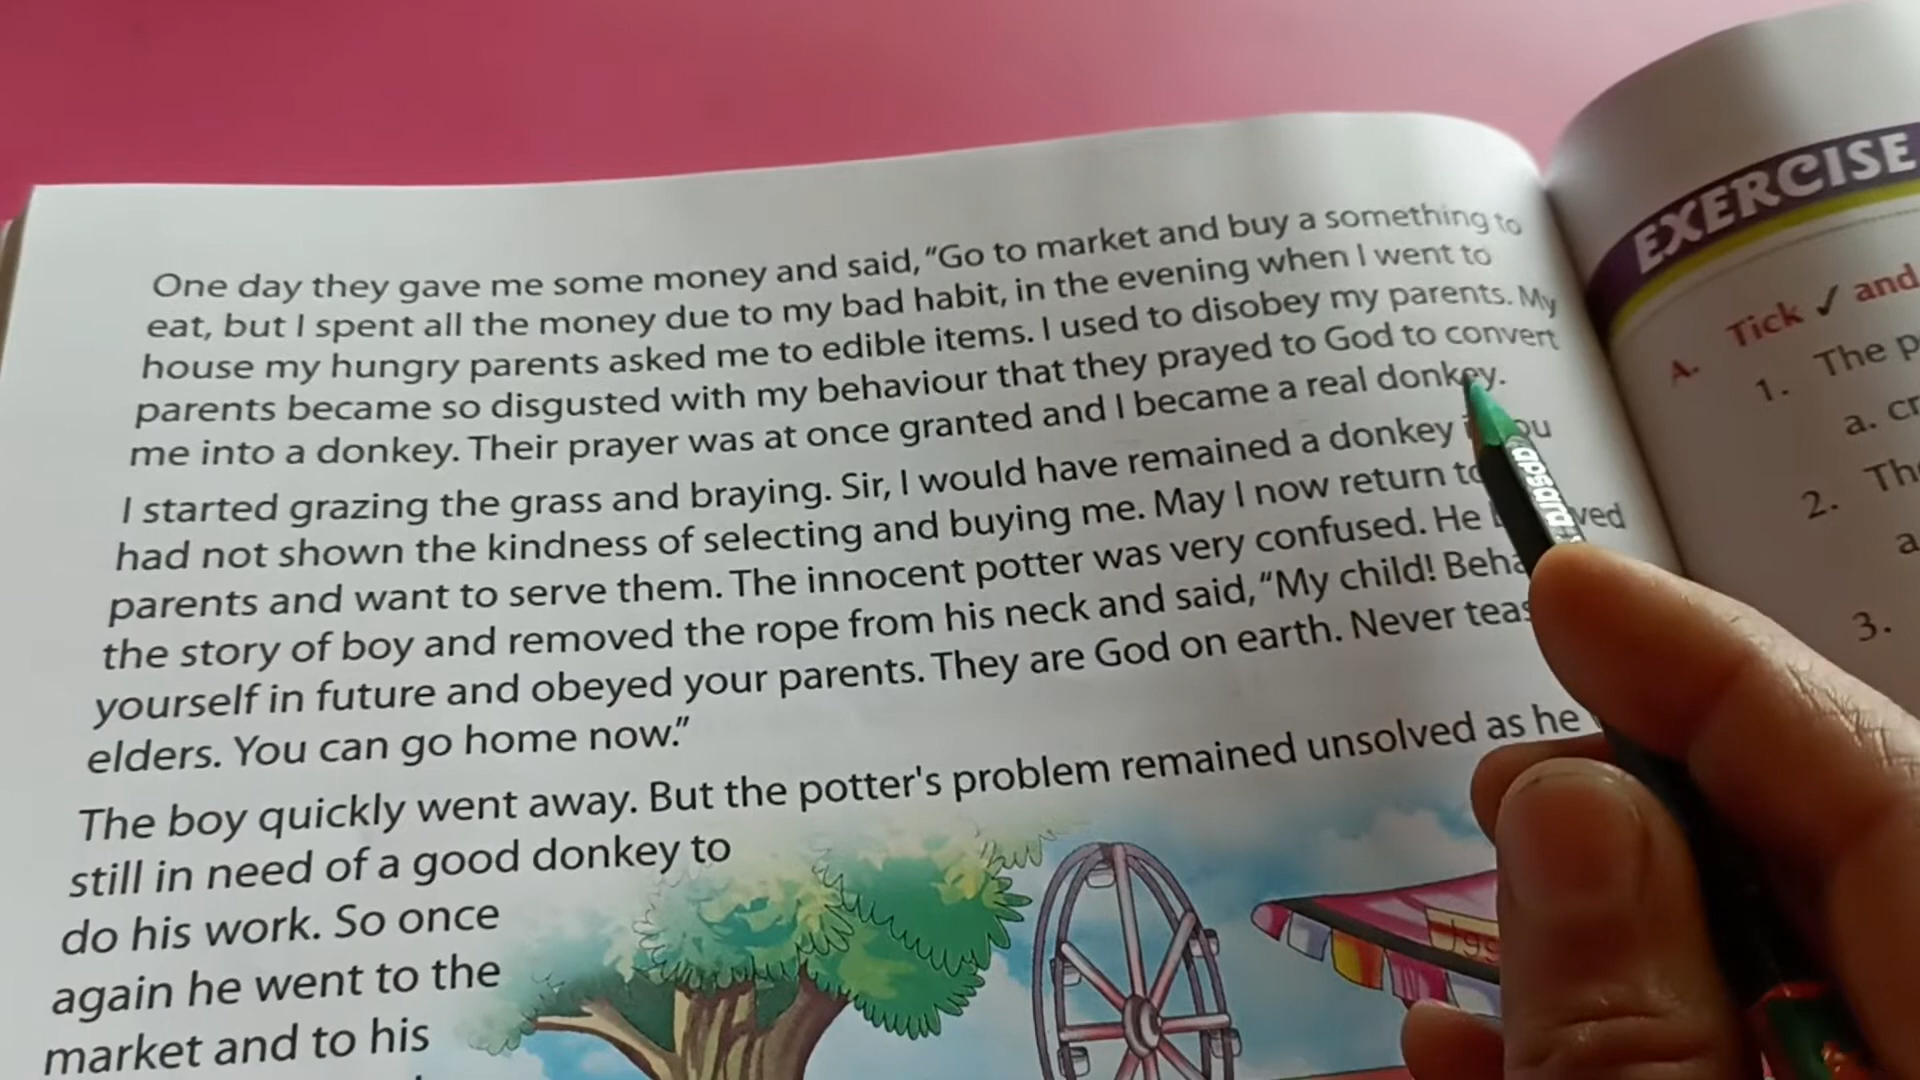 One day they gave me some money and said, “Go to market and buy a something to
eat, but I spent all the money due to my bad habit, in the evening when I went to
house my hungry parents asked me to edible items. I used to disobey my parents. My
parents became so disgusted with my behaviour that they prayed to God to convert
me into a donkey. Their prayer was at once granted and I became a real donkey.
I started grazing the grass and braying. Sir, I would have remained a donkey
had not shown the kindness of selecting and buying me. May I now return
parents and want to serve them. The innocent potter was very confused. He
the story of boy and removed the rope from his neck and said, “My child!
yourself in future and obeyed your parents. They are God on earth. Never
elders. You can go home now.”
The boy quickly went away. But the potter's problem remained unsolved as he
still in need of a good donkey to
do his work. So once
again he went to the
market and to his
apsara
EXERCISE
A. Tick ✓ and
1. The
a.
2.
a
3.